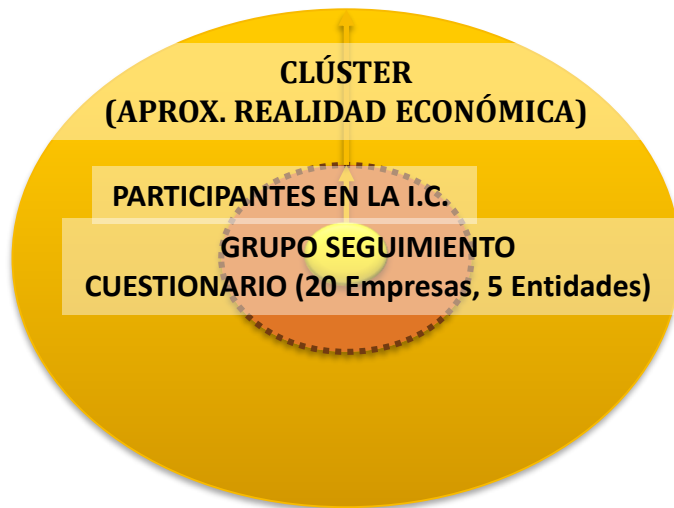 CLÚSTER
(APROX. REALIDAD ECONÓMICA)
PARTICIPANTES EN LA I.C.
GRUPO SEGUIMIENTO
CUESTIONARIO (20 Empresas, 5 Entidades)